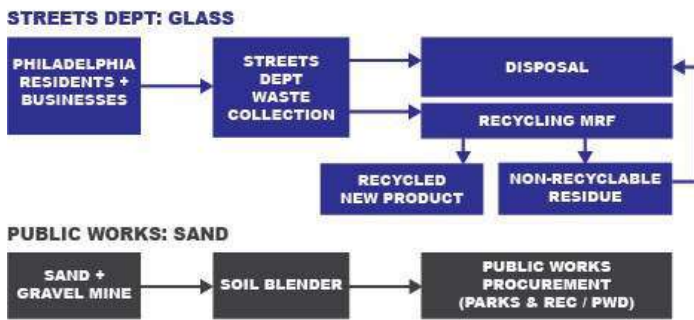 STREETS DEPT: GLASS
PHILADELPHIA
RESIDENTS +
BUSINESSES
STREETS
DEPT
WASTE
COLLECTION
DISPOSAL
RECYCLING MRF
RECYCLED
NEW PRODUCT
NON-RECYCLABLE
RESIDUE
PUBLIC WORKS: SAND
SAND +
GRAVEL MINE
SOIL BLENDER
PUBLIC WORKS
PROCUREMENT
(PARKS & REC / PWD)